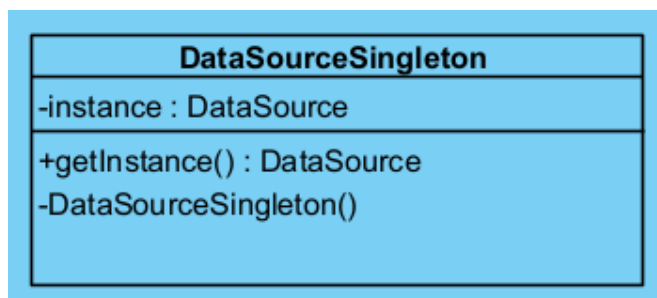 DataSourceSingleton
-instance : DataSource
+getInstance() : DataSource
-DataSourceSingleton()